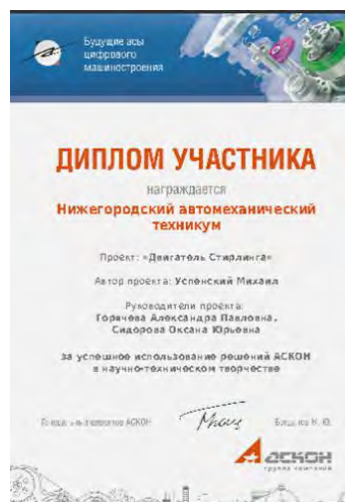 Будущие асы
цифрового
машиностроения
ДИПЛОМ УЧАСТНИКА
награждается
Нижегородский автомеханический
техникум
Проект: «Двигатель Стирлинга»
Автор проекта: Успенский Михаил
Руководители проекта:
Горячева Александра Павловна,
Сидорова Оксана Юрьевна
за успешное использование решений АСКОН
в научно-техническом творчестве
АСКОН
М. Ю.
АСКОН
группа компаний